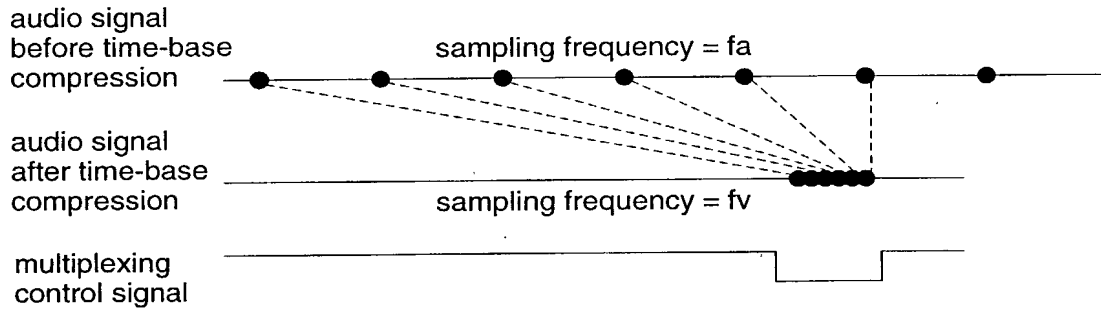 audio signal
before time-base
compression
sampling frequency = fa
audio signal
after time-base
compression
sampling frequency = fv
multiplexing
control signal